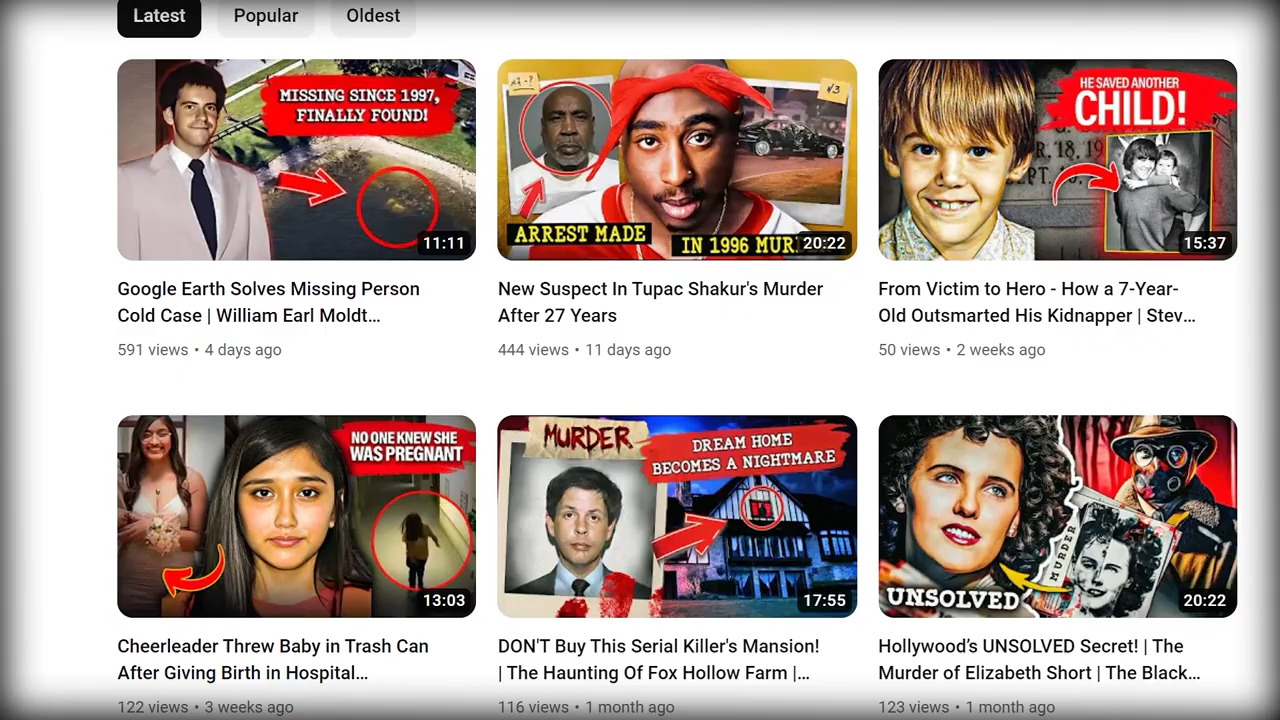 Latest
Popular
Oldest
MISSING SINCE 1997,
FINALLY FOUND!
11:11
ARREST MADE
IN 1996 MUR
20:22
HE SAVED ANOTHER
CHILD!
R. 18, 19
EPT.
15:37
Google Earth Solves Missing Person
Cold Case | William Earl Moldt…
591 views • 4 days ago
New Suspect In Tupac Shakur's Murder
After 27 Years
444 views • 11 days ago
From Victim to Hero - How a 7-Year-
Old Outsmarted His Kidnapper | Stev…
50 views • 2 weeks ago
NO ONE KNEW SHE
WAS PREGNANT
13:03
MURDER
DREAM HOME
BECOMES A NIGHTMARE
17:55
UNSOLVED
MURDER
20:22
Cheerleader Threw Baby in Trash Can
After Giving Birth in Hospital…
122 views • 3 weeks ago
DON'T Buy This Serial Killer's Mansion!
| The Haunting Of Fox Hollow Farm |…
116 views • 1 month ago
Hollywood’s UNSOLVED Secret! | The
Murder of Elizabeth Short | The Black…
123 views • 1 month ago